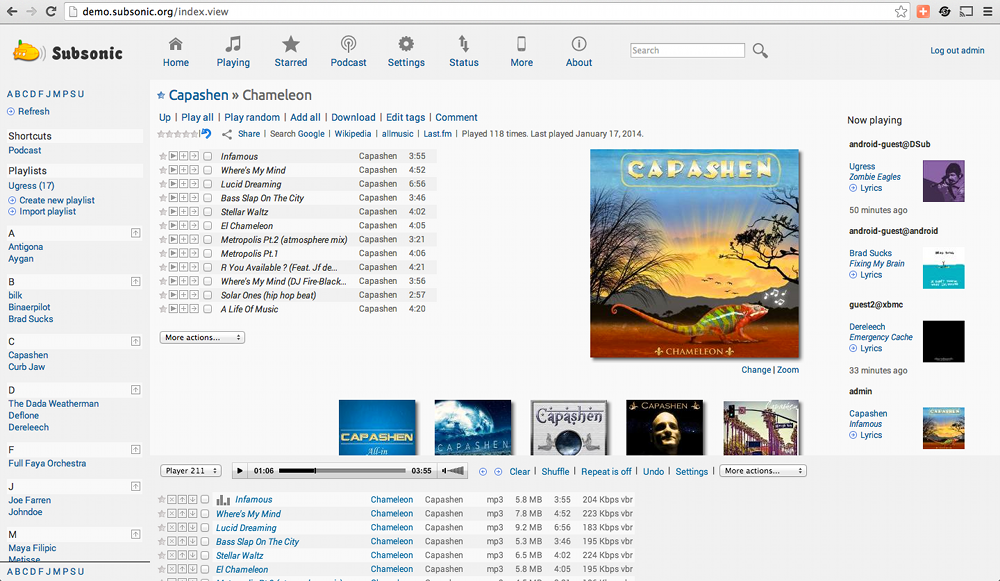 demo.subsonic.org/index.view
Subsonic
Home Playing Starred Podcast Settings Status More About
Search
Log out admin
A B C D F J M P S U
Refresh
Shortcuts
Podcast
Playlists
Ugress (17)
Create new playlist
Import playlist
A
Antigona
Aygan
B
bilk
Binaerpilot
Brad Sucks
C
Capashen
Curb Jaw
D
The Dada Weatherman
Deflone
Dereleech
F
Full Faya Orchestra
J
Joe Farren
Johndoe
M
Maya Filipic
Metisse
A B C D F J M P S U
Capashen » Chameleon
Up | Play all | Play random | Add all | Download | Edit tags | Comment
Share | Search Google | Wikipedia | allmusic | Last.fm | Played 118 times. Last played January 17, 2014.
Infamous Capashen 3:55
Where's My Mind Capashen 4:52
Lucid Dreaming Capashen 6:56
Bass Slap On The City Capashen 3:46
Stellar Waltz Capashen 4:02
El Chameleon Capashen 4:05
Metropolis Pt.2 (atmosphere mix) Capashen 3:21
Metropolis Pt.1 Capashen 4:06
R You Available ? (Feat. Jf de... Capashen 4:21
Where's My Mind (DJ Fire-Black... Capashen 3:56
Solar Ones (hip hop beat) Capashen 2:57
A Life Of Music Capashen 4:20
More actions...
CAPASHEN
CHAMELEON
Change | Zoom
CAPASHEN
All-in
CAPASHEN
Capashen
CAPASHEN
Now playing
android-guest@DSub
Ugress
Zombie Eagles
Lyrics
50 minutes ago
android-guest@android
Brad Sucks
Fixing My Brain
Lyrics
guest2@xbmc
Dereleech
Emergency Cache
Lyrics
33 minutes ago
admin
Capashen
Infamous
Lyrics
Player 211 01:06 03:55 Clear | Shuffle | Repeat is off | Undo | Settings | More actions...
Infamous Chameleon Capashen mp3 5.8 MB 3:55 204 Kbps vbr
Where's My Mind Chameleon Capashen mp3 7.8 MB 4:52 223 Kbps vbr
Lucid Dreaming Chameleon Capashen mp3 9.2 MB 6:56 183 Kbps vbr
Bass Slap On The City Chameleon Capashen mp3 5.3 MB 3:46 195 Kbps vbr
Stellar Waltz Chameleon Capashen mp3 6.5 MB 4:02 224 Kbps vbr
El Chameleon Chameleon Capashen mp3 5.8 MB 4:05 195 Kbps vbr